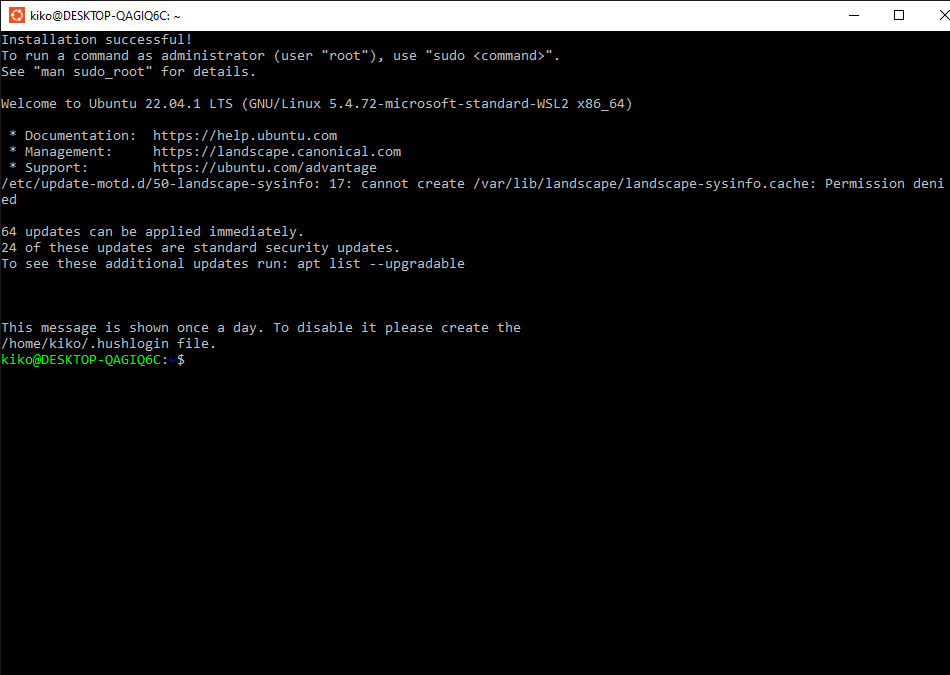 kiko@DESKTOP-QAGIQ6C: ~
Installation successful!
To run a command as administrator (user "root"), use "sudo <command>".
See "man sudo_root" for details.
Welcome to Ubuntu 22.04.1 LTS (GNU/Linux 5.4.72-microsoft-standard-WSL2 x86_64)
* Documentation:  https://help.ubuntu.com
* Management:     https://landscape.canonical.com
* Support:        https://ubuntu.com/advantage
/etc/update-motd.d/50-landscape-sysinfo: 17: cannot create /var/lib/landscape/landscape-sysinfo.cache: Permission deni
ed
64 updates can be applied immediately.
24 of these updates are standard security updates.
To see these additional updates run: apt list --upgradable
This message is shown once a day. To disable it please create the
/home/kiko/.hushlogin file.
kiko@DESKTOP-QAGIQ6C:~$